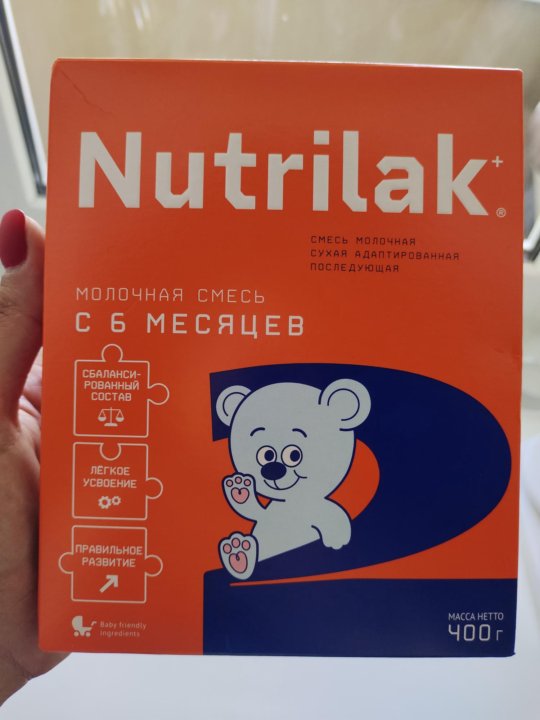 Nutrilak+®
СМЕСЬ МОЛОЧНАЯ
СУХАЯ АДАПТИРОВАННАЯ
ПОСЛЕДУЮЩАЯ
МОЛОЧНАЯ СМЕСЬ
С 6 МЕСЯЦЕВ
СБАЛАНСИ-
РОВАННЫЙ
СОСТАВ
ЛЁГКОЕ
УСВОЕНИЕ
ПРАВИЛЬНОЕ
РАЗВИТИЕ
2
Baby friendly
ingredients
МАССА НЕТТО
400 г